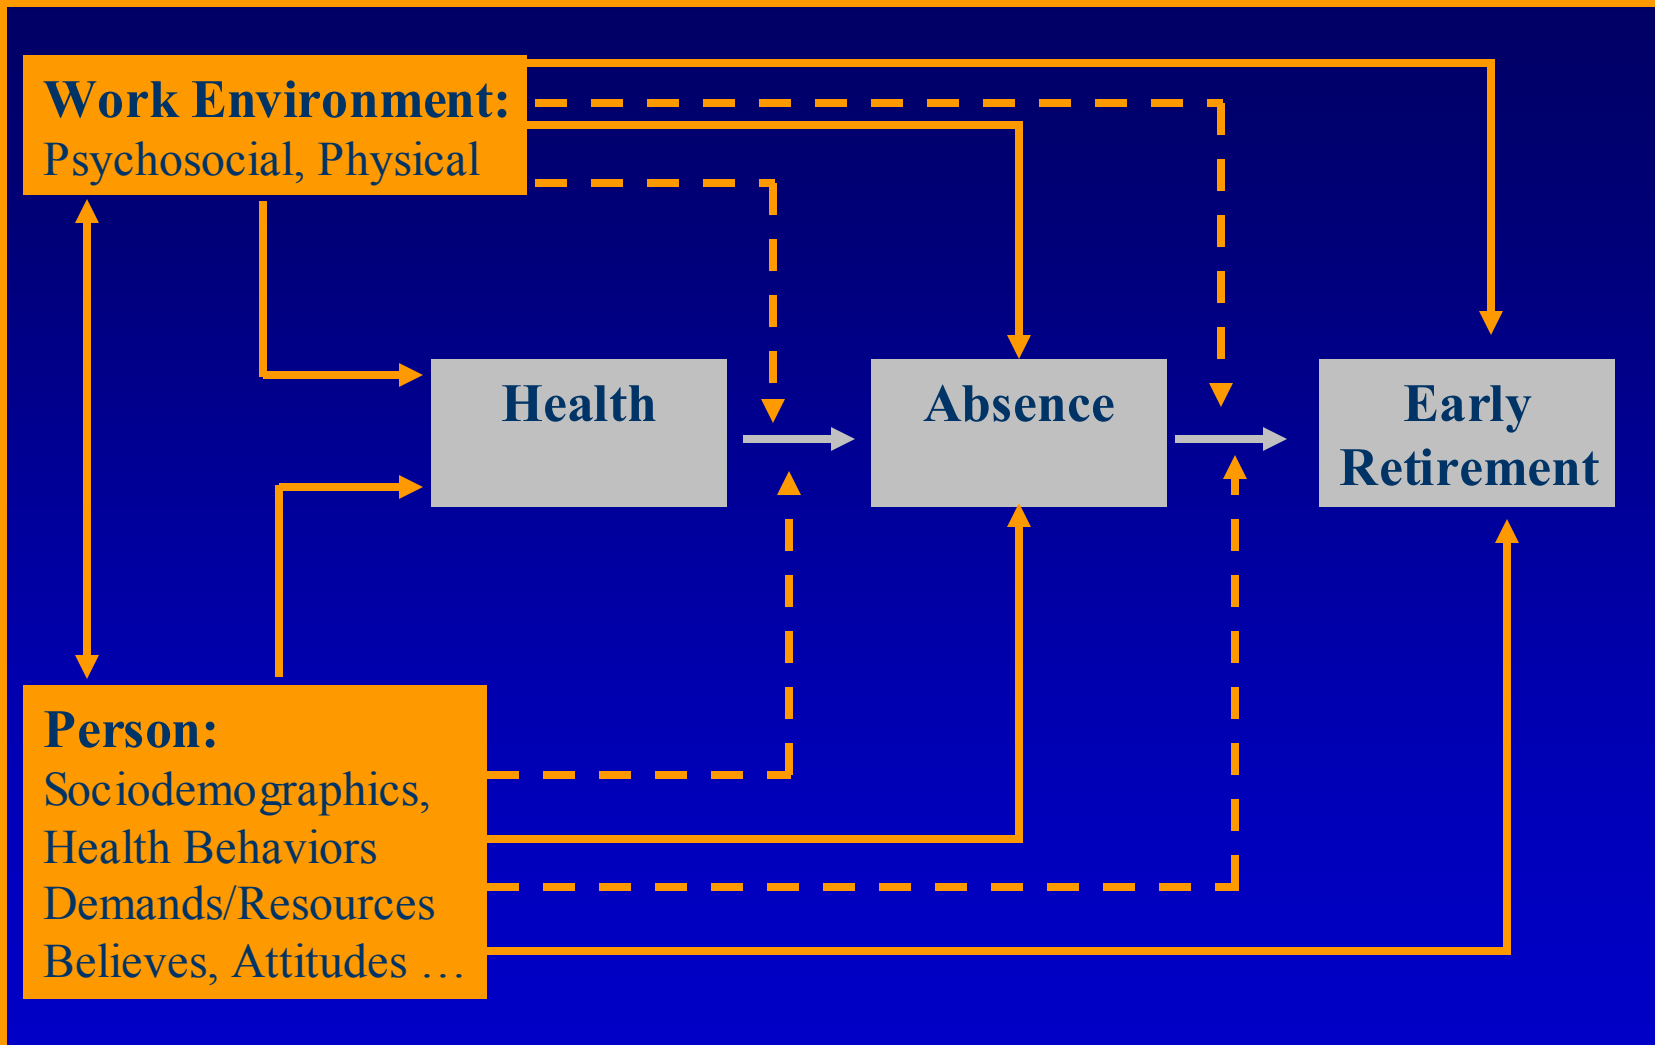 Work Environment:
Psychosocial, Physical
Health
Absence
Early
Retirement
Person:
Sociodemographics,
Health Behaviors
Demands/Resources
Believes, Attitudes …